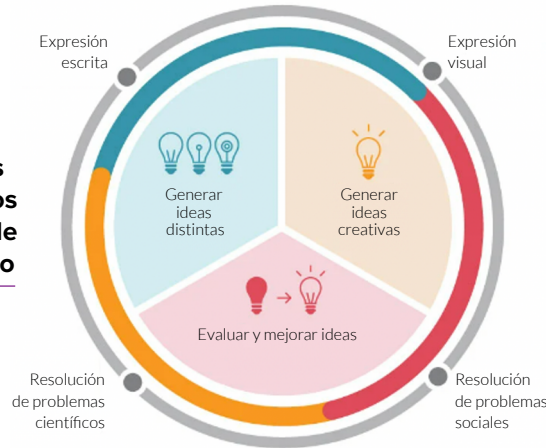 Expresión
escrita
Expresión
visual
Generar
ideas
distintas
Generar
ideas
creativas
Evaluar y mejorar ideas
Resolución
de problemas
científicos
Resolución
de problemas
sociales